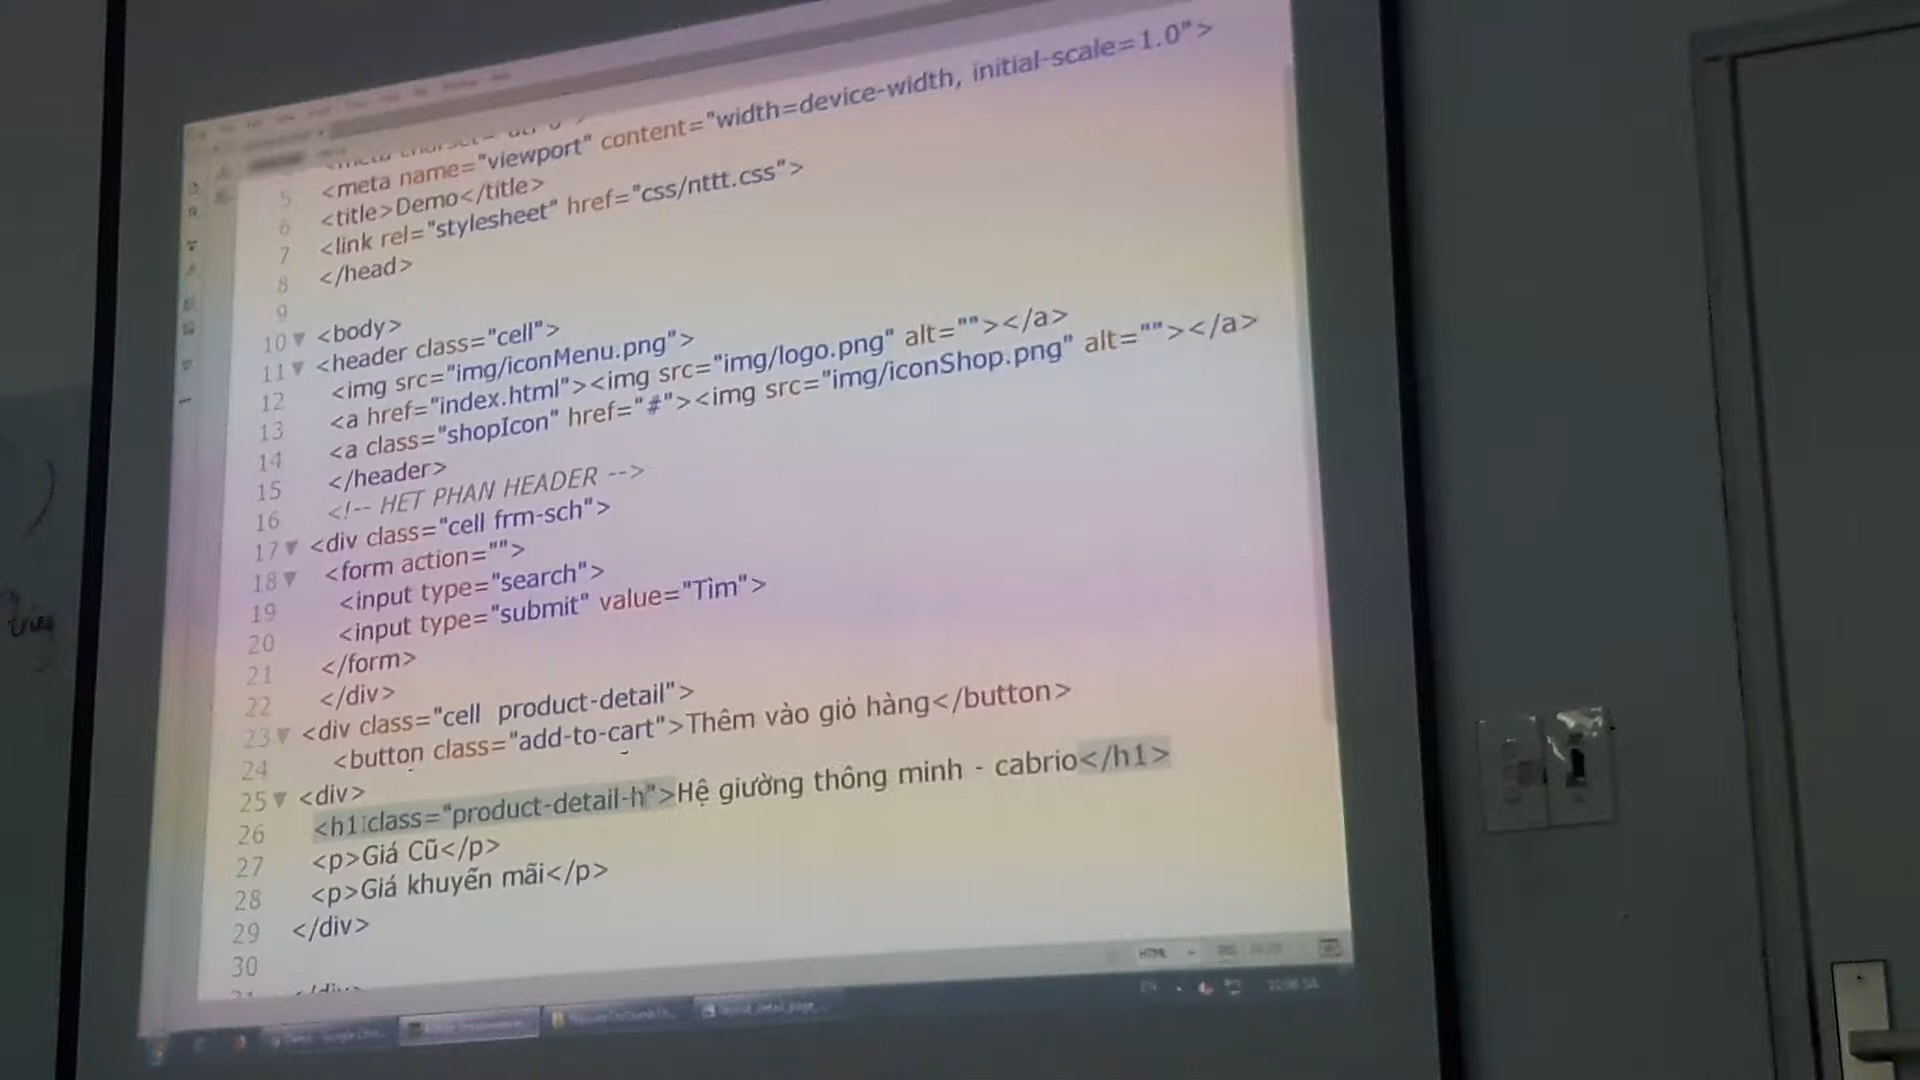 5 <meta name="viewport" content="width=device-width, initial-scale=1.0">
6 <title>Demo</title>
7 <link rel="stylesheet" href="css/nttt.css">
8 </head>
9
10 <body>
11 <header class="cell">
12 <img src="img/iconMenu.png">
13 <a href="index.html"><img src="img/logo.png" alt=""></a>
14 <a class="shopIcon" href="#"><img src="img/iconShop.png" alt=""></a>
15 </header>
16 <!-- HET PHAN HEADER -->
17 <div class="cell frm-sch">
18 <form action="">
19 <input type="search">
20 <input type="submit" value="Tìm">
21 </form>
22 </div>
23 <div class="cell product-detail">
24 <button class="add-to-cart">Thêm vào giỏ hàng</button>
25 <div>
26 <h1 class="product-detail-h">Hệ giường thông minh - cabrio</h1>
27 <p>Giá Cũ</p>
28 <p>Giá khuyến mãi</p>
29 </div>
30
HTML
EN